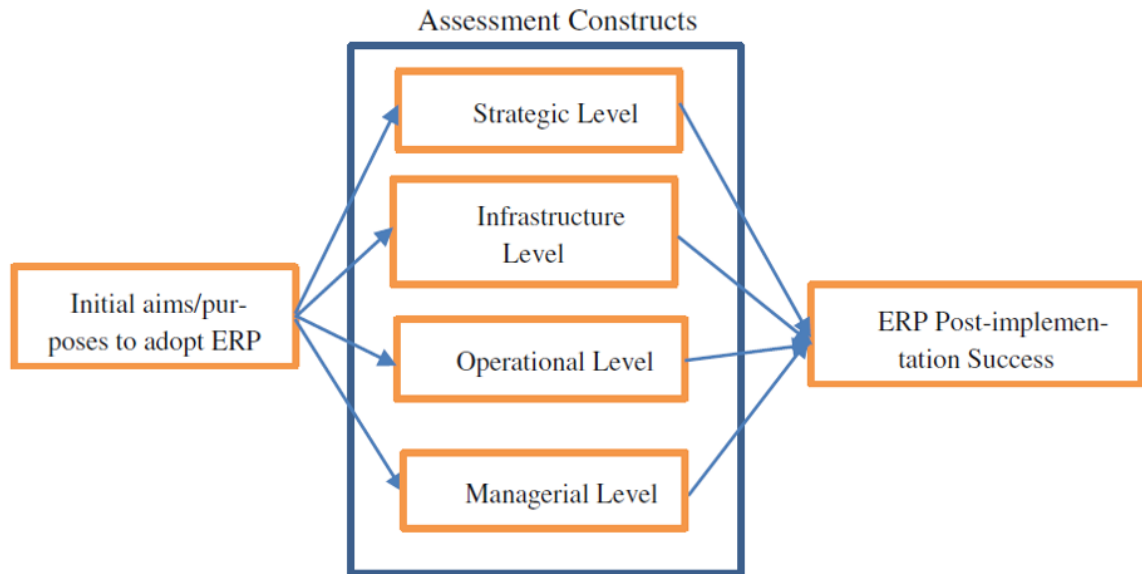 Assessment Constructs
Strategic Level
Infrastructure
Level
Initial aims/pur-
poses to adopt ERP
Operational Level
Managerial Level
ERP Post-implemen-
tation Success